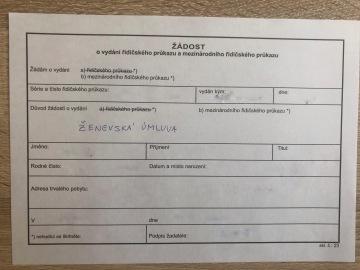 ŽÁDOST
o vydání řidičského průkazu a mezinárodního řidičského průkazu
Žádám o vydání a) řidičského průkazu *)
b) mezinárodního řidičského průkazu *)
Série a číslo řidičského průkazu: vydán kým: dne:
Důvod žádosti o vydání a) řidičského průkazu *) b) mezinárodního řidičského průkazu *)
ŽENEVSKÁ ÚMLUVA
Jméno: Příjmení Titul:
Rodné číslo: Datum a místo narození:
Adresa trvalého pobytu:
V dne
*) nehodící se škrtněte: Podpis žadatele: